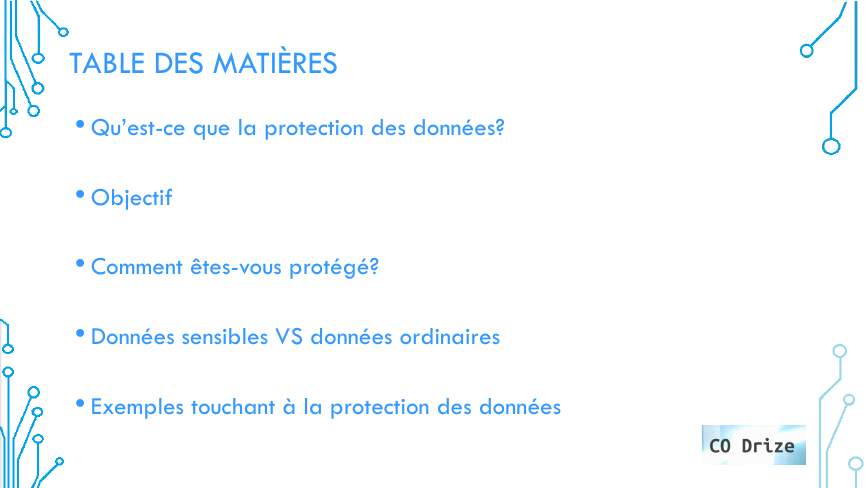 TABLE DES MATIÈRES
• Qu’est-ce que la protection des données?
• Objectif
• Comment êtes-vous protégé?
• Données sensibles VS données ordinaires
• Exemples touchant à la protection des données
CO Drize